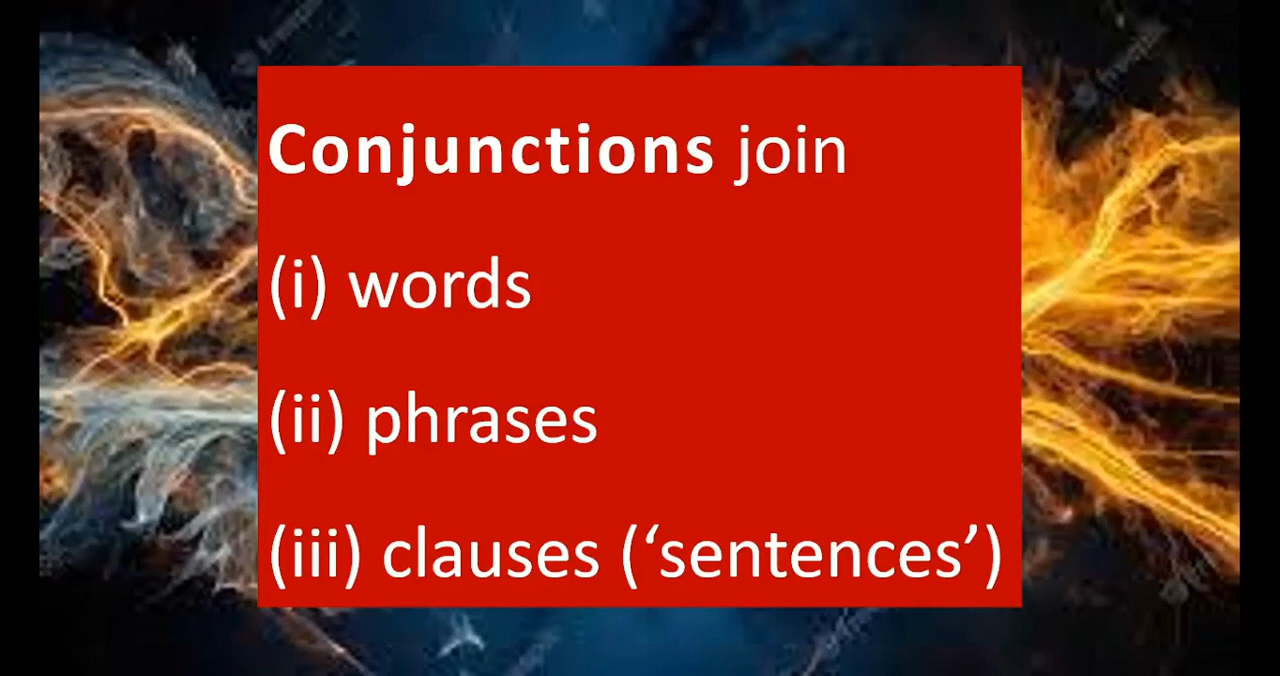 Conjunctions join
(i) words
(ii) phrases
(iii) clauses (‘sentences’)